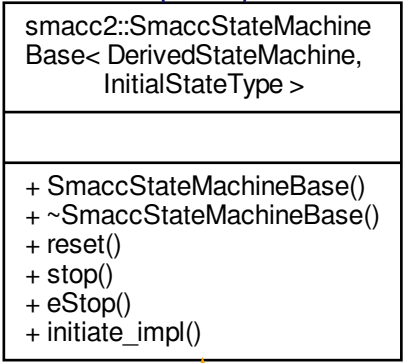 smacc2::SmaccStateMachine
Base< DerivedStateMachine,
InitialStateType >
+ SmaccStateMachineBase()
+ ~SmaccStateMachineBase()
+ reset()
+ stop()
+ eStop()
+ initiate_impl()